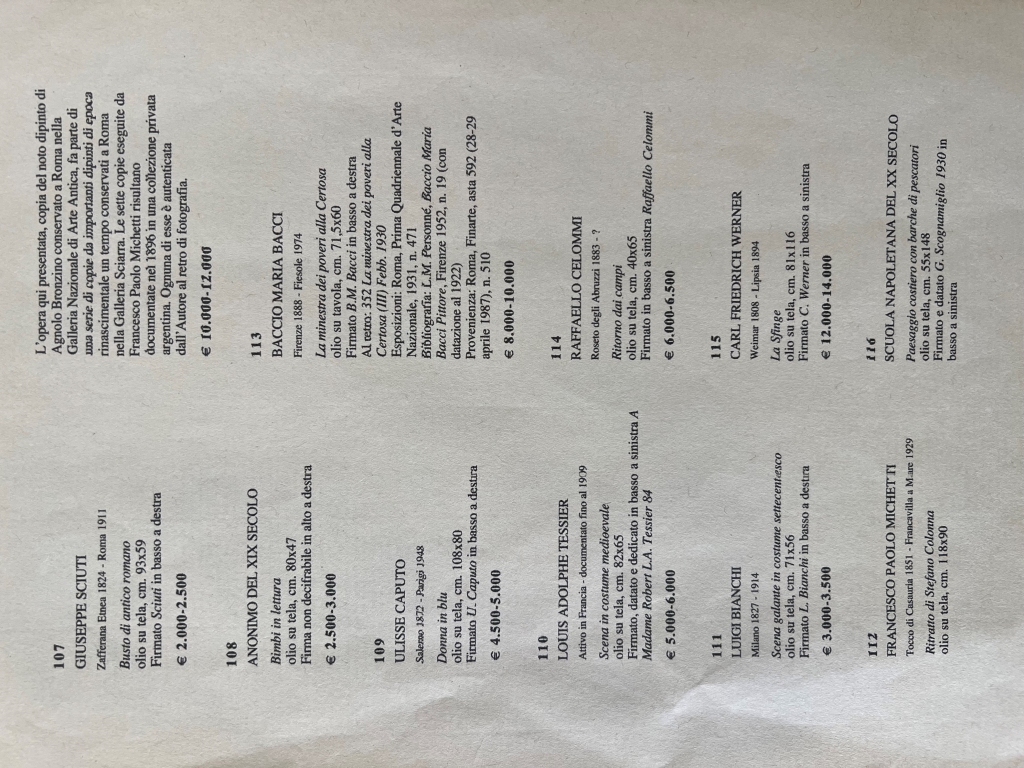 107
GIUSEPPE SCIUTI
Zafferana Etnea 1824 - Roma 1911
Busto di antico romano
olio su tela, cm. 93x59
Firmato Sciuti in basso a destra
€ 2.000-2.500
108
ANONIMO DEL XIX SECOLO
Bimbi in lettura
olio su tela, cm. 80x47
Firma non decifrabile in alto a destra
€ 2.500-3.000
109
ULISSE CAPUTO
Salerno 1872 - Parigi 1948
Donna in blu
olio su tela, cm. 108x80
Firmato U. Caputo in basso a destra
€ 4.500-5.000
110
LOUIS ADOLPHE TESSIER
Attivo in Francia - documentato fino al 1909
Scena in costume medioevale
olio su tela, cm. 82x65
Firmato, datato e dedicato in basso a sinistra A
Madame Robert L.A. Tessier 84
€ 5.000-6.000
111
LUIGI BIANCHI
Milano 1827 - 1914
Scena galante in costume settecentesco
olio su tela, cm. 71x56
Firmato L. Bianchi in basso a destra
€ 3.000-3.500
112
FRANCESCO PAOLO MICHETTI
Tocco di Casauria 1851 - Francavilla a Mare 1929
Ritratto di Stefano Colonna
olio su tela, cm. 118x90
L'opera qui presentata, copia del noto dipinto di
Agnolo Bronzino conservato a Roma nella
Galleria Nazionale di Arte Antica, fa parte di
una serie di copie da importanti dipinti di epoca
rinascimentale un tempo conservati a Roma
nella Galleria Sciarra. Le sette copie eseguite da
Francesco Paolo Michetti risultano
documentate nel 1896 in una collezione privata
argentina. Ognuna di esse è autenticata
dall'Autore al retro di fotografia.
€ 10.000-12.000
113
BACCIO MARIA BACCI
Firenze 1888 - Fiesole 1974
La minestra dei poveri alla Certosa
olio su tavola, cm. 71,5x60
Firmato B.M. Bacci in basso a destra
Al retro: 352 La minestra dei poveri alla
Certosa (III) Febb. 1930
Esposizioni: Roma, Prima Quadriennale d'Arte
Nazionale, 1931, n. 471
Bibliografia: L.M. Personné, Baccio Maria
Bacci Pittore, Firenze 1952, n. 19 (con
datazione al 1922)
Provenienza: Roma, Finarte, asta 592 (28-29
aprile 1987), n. 510
€ 8.000-10.000
114
RAFFAELLO CELOMMI
Roseto degli Abruzzi 1883 - ?
Ritorno dai campi
olio su tela, cm. 40x65
Firmato in basso a sinistra Raffaello Celommi
€ 6.000-6.500
115
CARL FRIEDRICH WERNER
Weimar 1808 - Lipsia 1894
La Sfinge
olio su tela, cm. 81x116
Firmato C. Werner in basso a sinistra
€ 12.000-14.000
116
SCUOLA NAPOLETANA DEL XX SECOLO
Paesaggio costiero con barche di pescatori
olio su tela, cm. 55x148
Firmato e datato G. Scognamiglio 1930 in
basso a sinistra